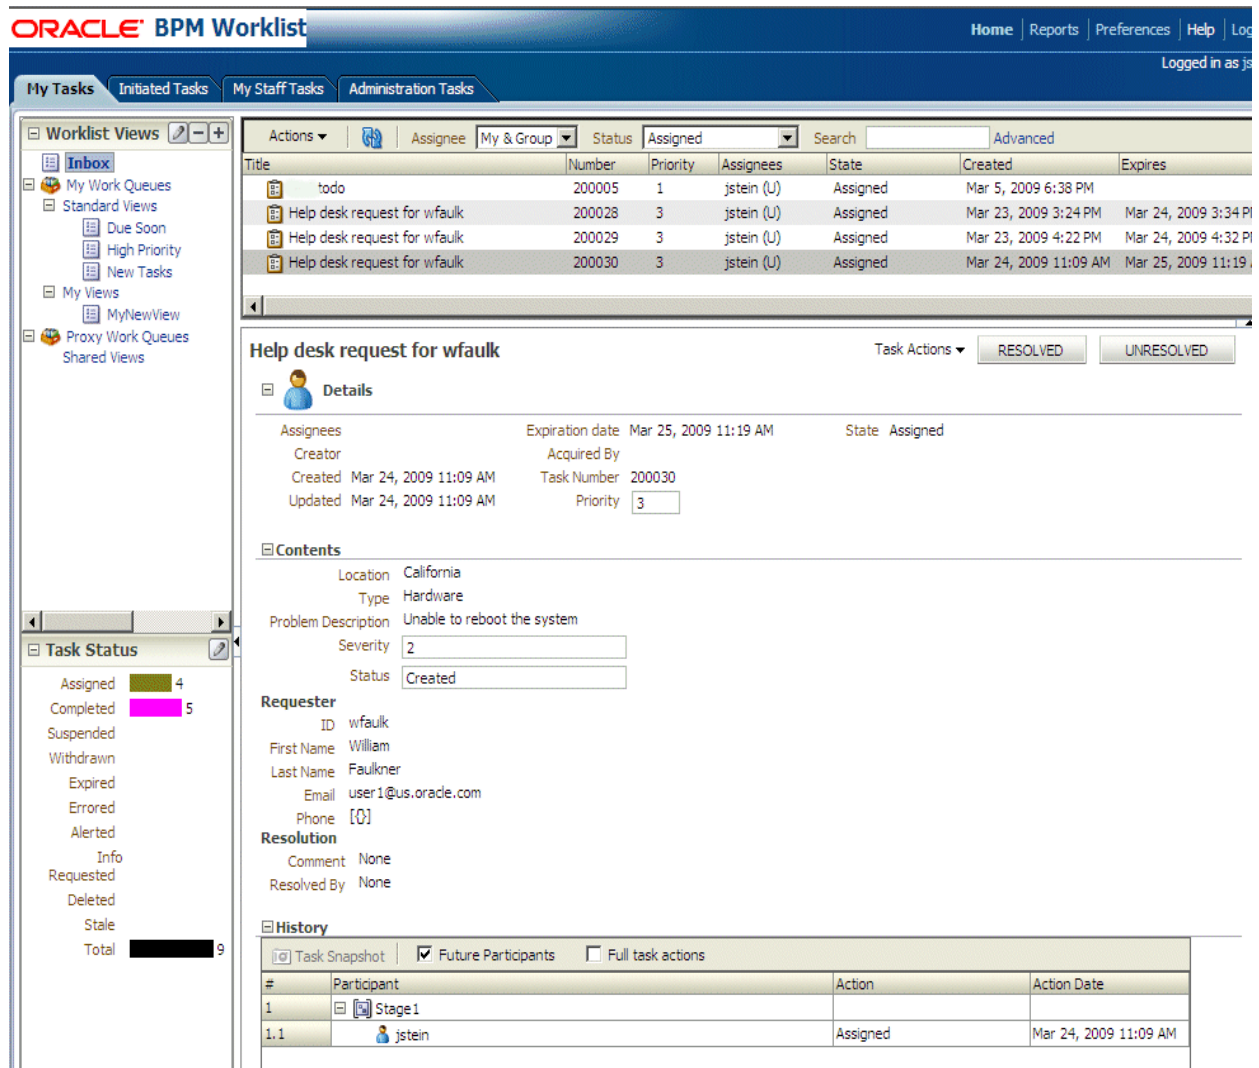 ORACLE BPM Worklist
Home Reports Preferences Help Log
Logged in as js
My Tasks Initiated Tasks My Staff Tasks Administration Tasks
Worklist Views
Inbox
My Work Queues
Standard Views
Due Soon
High Priority
New Tasks
My Views
MyNewView
Proxy Work Queues
Shared Views
Actions Assignee My & Group Status Assigned Search Advanced
Title Number Priority Assignees State Created Expires
todo 200005 1 jstein (U) Assigned Mar 5, 2009 6:38 PM
Help desk request for wfaulk 200028 3 jstein (U) Assigned Mar 23, 2009 3:24 PM Mar 24, 2009 3:34 PM
Help desk request for wfaulk 200029 3 jstein (U) Assigned Mar 23, 2009 4:22 PM Mar 24, 2009 4:32 PM
Help desk request for wfaulk 200030 3 jstein (U) Assigned Mar 24, 2009 11:09 AM Mar 25, 2009 11:19
Help desk request for wfaulk Task Actions RESOLVED UNRESOLVED
Details
Assignees Expiration date Mar 25, 2009 11:19 AM State Assigned
Creator Acquired By
Created Mar 24, 2009 11:09 AM Task Number 200030
Updated Mar 24, 2009 11:09 AM Priority 3
Contents
Location California
Type Hardware
Problem Description Unable to reboot the system
Severity 2
Status Created
Requester
ID wfaulk
First Name William
Last Name Faulkner
Email user1@us.oracle.com
Phone [{}]
Resolution
Comment None
Resolved By None
History
Task Snapshot Future Participants Full task actions
# Participant Action Action Date
1 Stage1
1.1 jstein Assigned Mar 24, 2009 11:09 AM
Task Status
Assigned 4
Completed 5
Suspended
Withdrawn
Expired
Errored
Alerted
Info
Requested
Deleted
Stale
Total 9